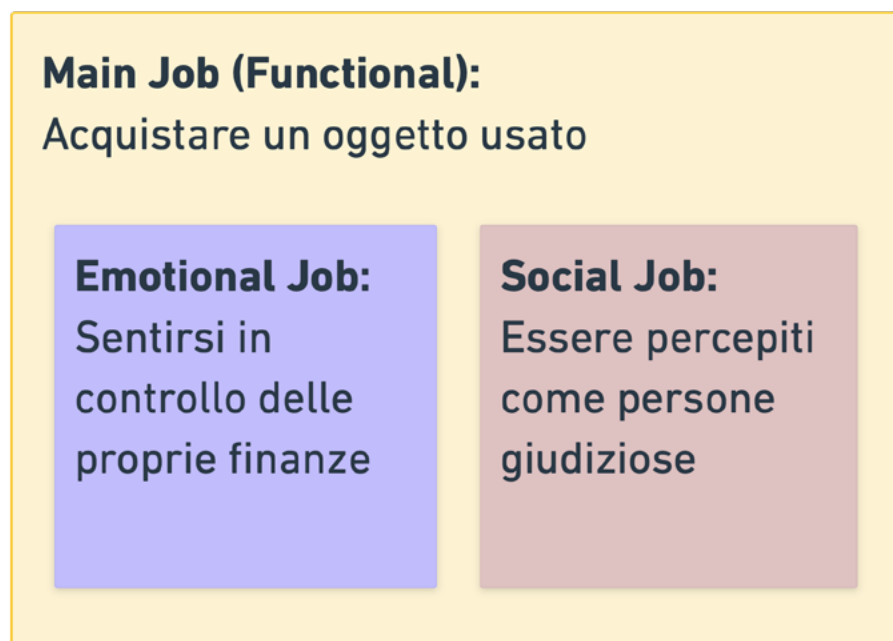 Main Job (Functional):
Acquistare un oggetto usato
Emotional Job:
Sentirsi in
controllo delle
proprie finanze
Social Job:
Essere percepiti
come persone
giudiziose